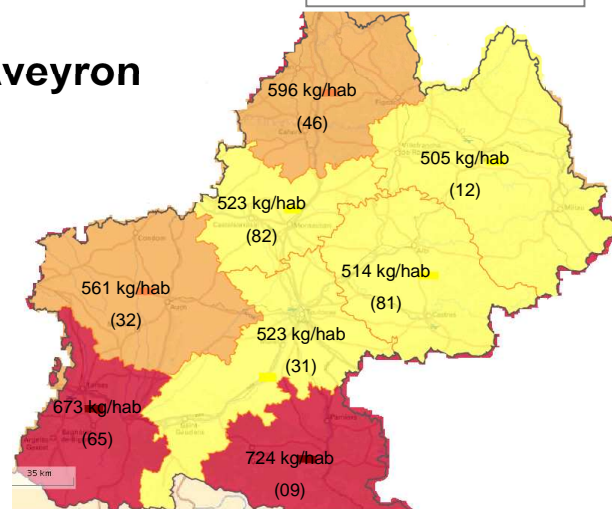 veyron
596 kg/hab
(46)
505 kg/hab
(12)
523 kg/hab
(82)
514 kg/hab
(81)
561 kg/hab
(32)
523 kg/hab
(31)
673 kg/hab
(65)
724 kg/hab
(09)
35 km